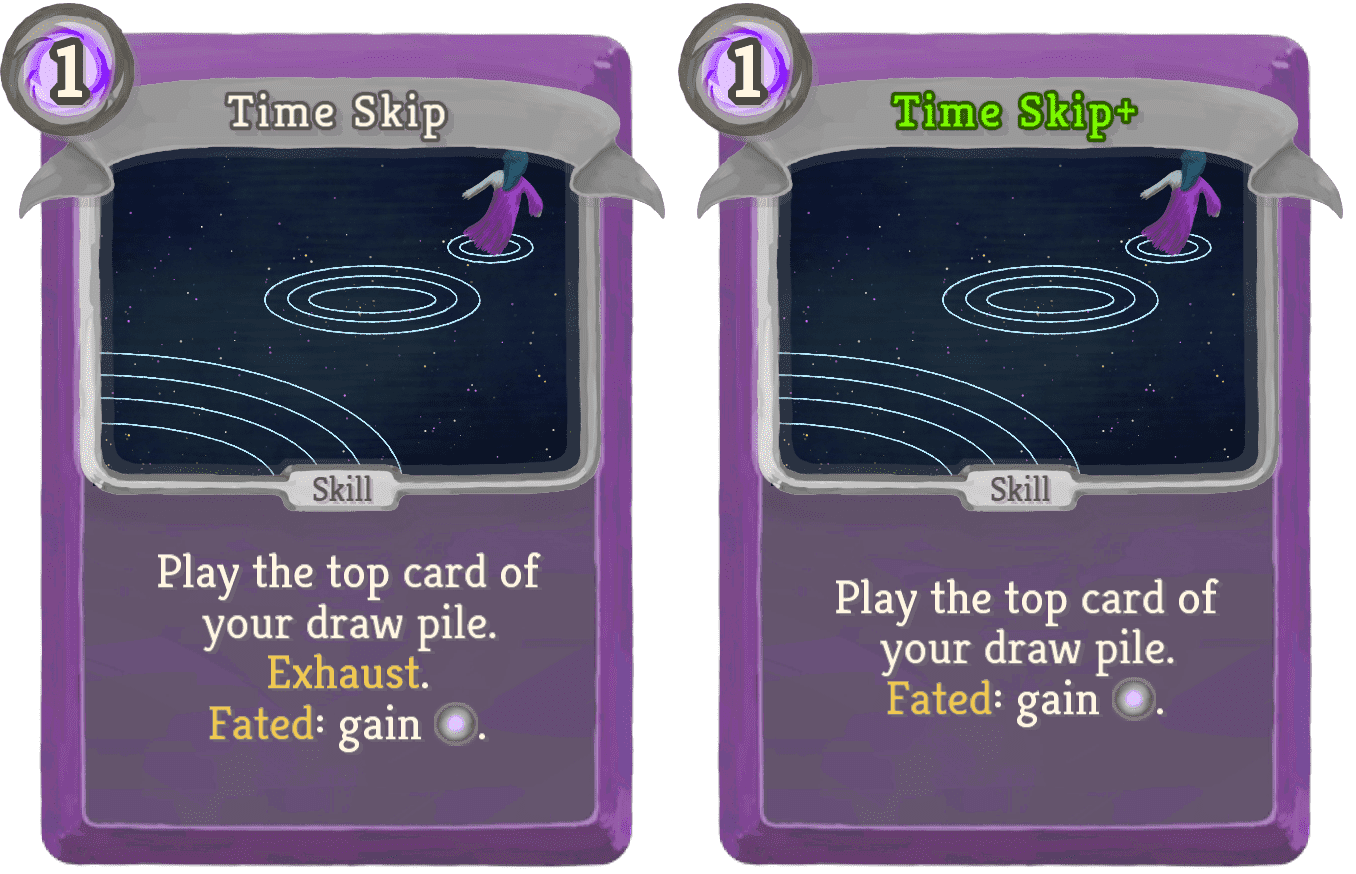 1
Time Skip
Skill
Play the top card of
your draw pile.
Exhaust.
Fated: gain .
1
Time Skip+
Skill
Play the top card of
your draw pile.
Fated: gain .